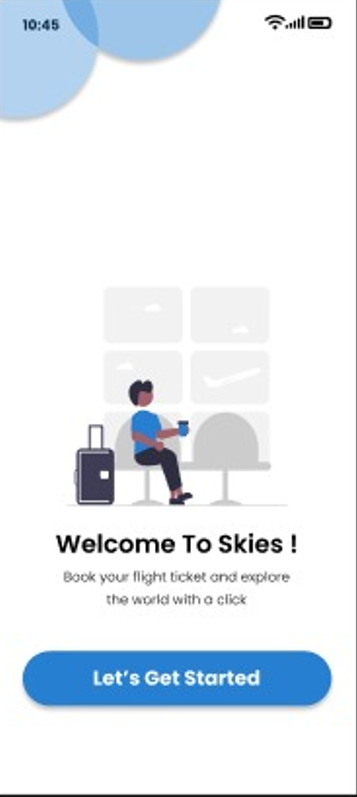 10:45
Welcome To Skies !
Book your flight ticket and explore
the world with a click
Let's Get Started